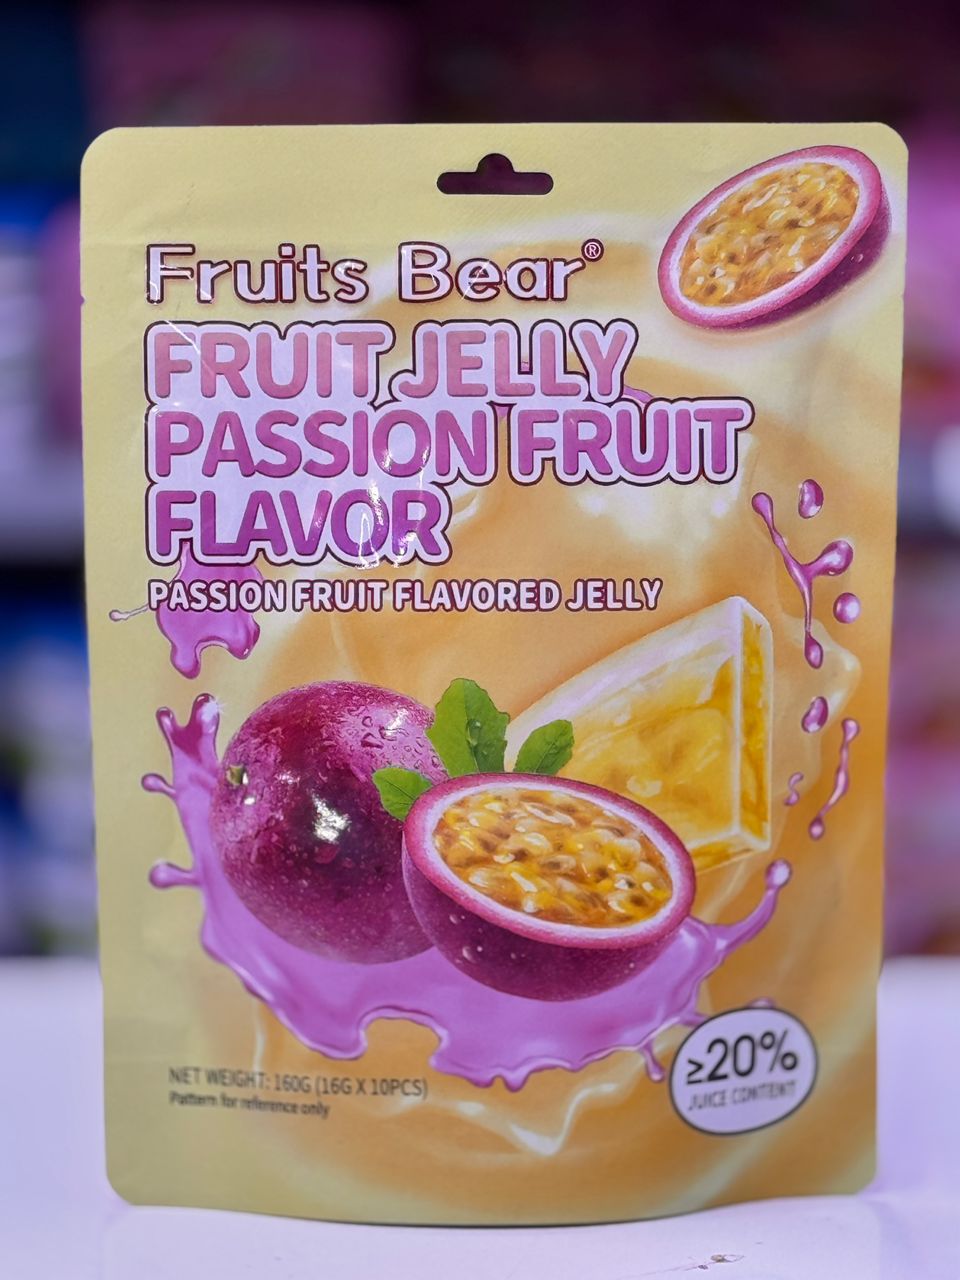 Fruits Bear®
FRUIT JELLY
PASSION FRUIT
FLAVOR
PASSION FRUIT FLAVORED JELLY
NET WEIGHT: 160G (16G X 10PCS)
Pattern for reference only
≥20%
JUICE CONTENT